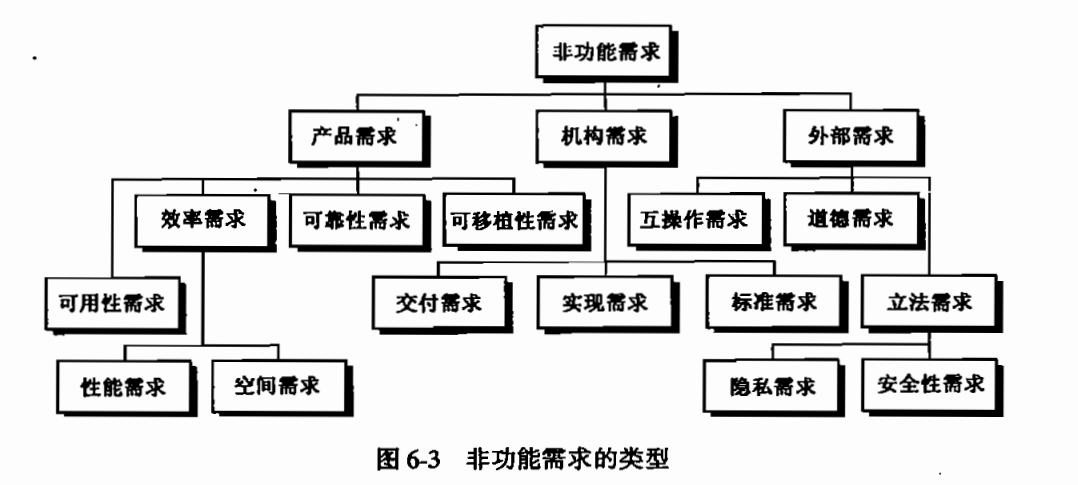 非功能需求
产品需求
机构需求
外部需求
效率需求
可靠性需求
可移植性需求
互操作需求
道德需求
可用性需求
交付需求
实现需求
标准需求
立法需求
性能需求
空间需求
隐私需求
安全性需求
图 6-3 非功能需求的类型